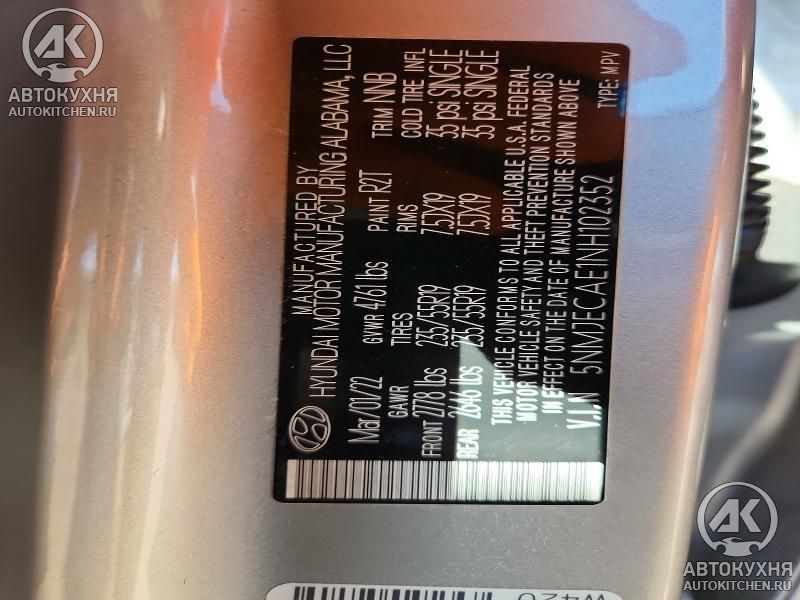 AK
АВТОКУХНЯ
AUTOKITCHEN.RU
MANUFACTURED BY
HYUNDAI MOTOR MANUFACTURING ALABAMA, LLC
Mar/01/22 GVWR 4761 lbs PAINT R2T TRIM NNB
GAWR TIRES RIMS COLD TIRE INFL
FRONT 2778 lbs 235/55R19 7.5JX19 35 psi SINGLE
REAR 2646 lbs 235/55R19 7.5JX19 35 psi SINGLE
THIS VEHICLE CONFORMS TO ALL APPLICABLE U.S.A. FEDERAL
MOTOR VEHICLE SAFETY AND THEFT PREVENTION STANDARDS
IN EFFECT ON THE DATE OF MANUFACTURE SHOWN ABOVE
V.I.N 5NMJECAE1NH102352 TYPE: MPV
AK
АВТОКУХНЯ
AUTOKITCHEN.RU